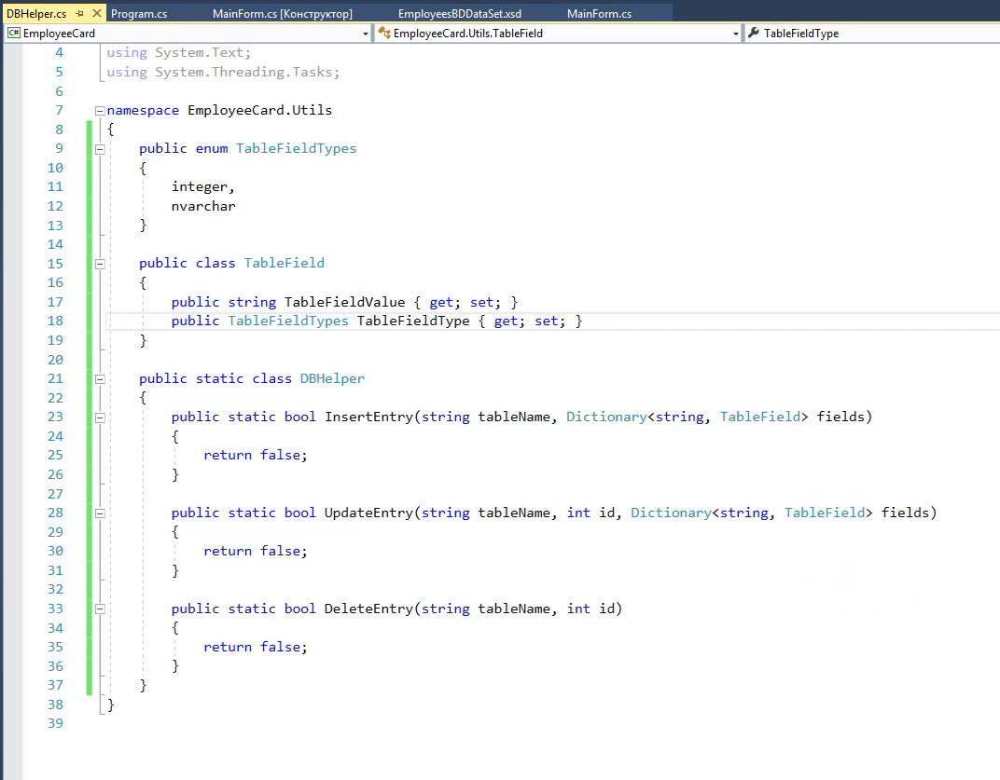 DBHelper.cs Program.cs MainForm.cs [Конструктор] EmployeesBDDataSet.xsd MainForm.cs
C# EmployeeCard EmployeeCard.Utils.TableField TableFieldType
4 using System.Text;
5 using System.Threading.Tasks;
6
7 namespace EmployeeCard.Utils
8 {
9 public enum TableFieldTypes
10 {
11 integer,
12 nvarchar
13 }
14
15 public class TableField
16 {
17 public string TableFieldValue { get; set; }
18 public TableFieldTypes TableFieldType { get; set; }
19 }
20
21 public static class DBHelper
22 {
23 public static bool InsertEntry(string tableName, Dictionary<string, TableField> fields)
24 {
25 return false;
26 }
27
28 public static bool UpdateEntry(string tableName, int id, Dictionary<string, TableField> fields)
29 {
30 return false;
31 }
32
33 public static bool DeleteEntry(string tableName, int id)
34 {
35 return false;
36 }
37 }
38 }
39